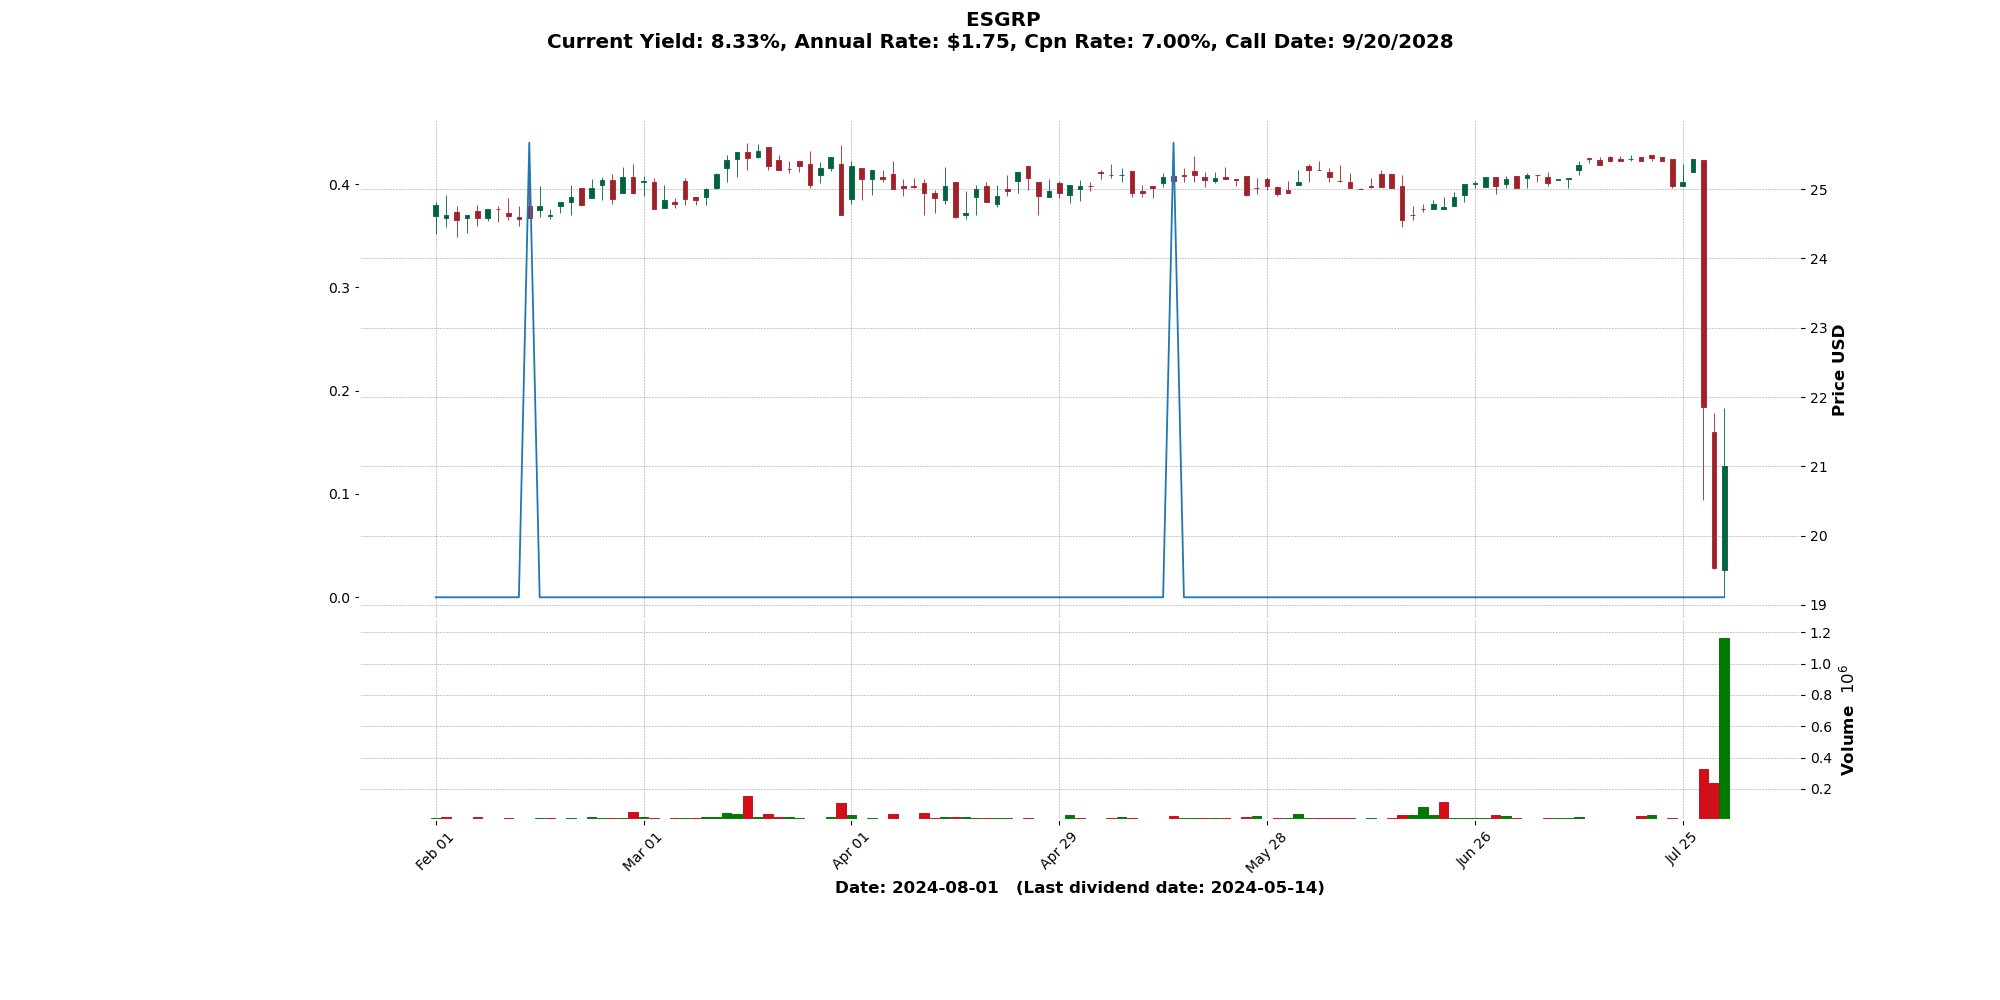 ESGRP
Current Yield: 8.33%, Annual Rate: $1.75, Cpn Rate: 7.00%, Call Date: 9/20/2028
0.4
0.3
0.2
0.1
0.0
25
24
23
22
21
20
19
Price USD
1.2
1.0
0.8
0.6
0.4
0.2
Volume 10^6
Feb 01
Mar 01
Apr 01
Apr 29
May 28
Jun 26
Jul 25
Date: 2024-08-01 (Last dividend date: 2024-05-14)